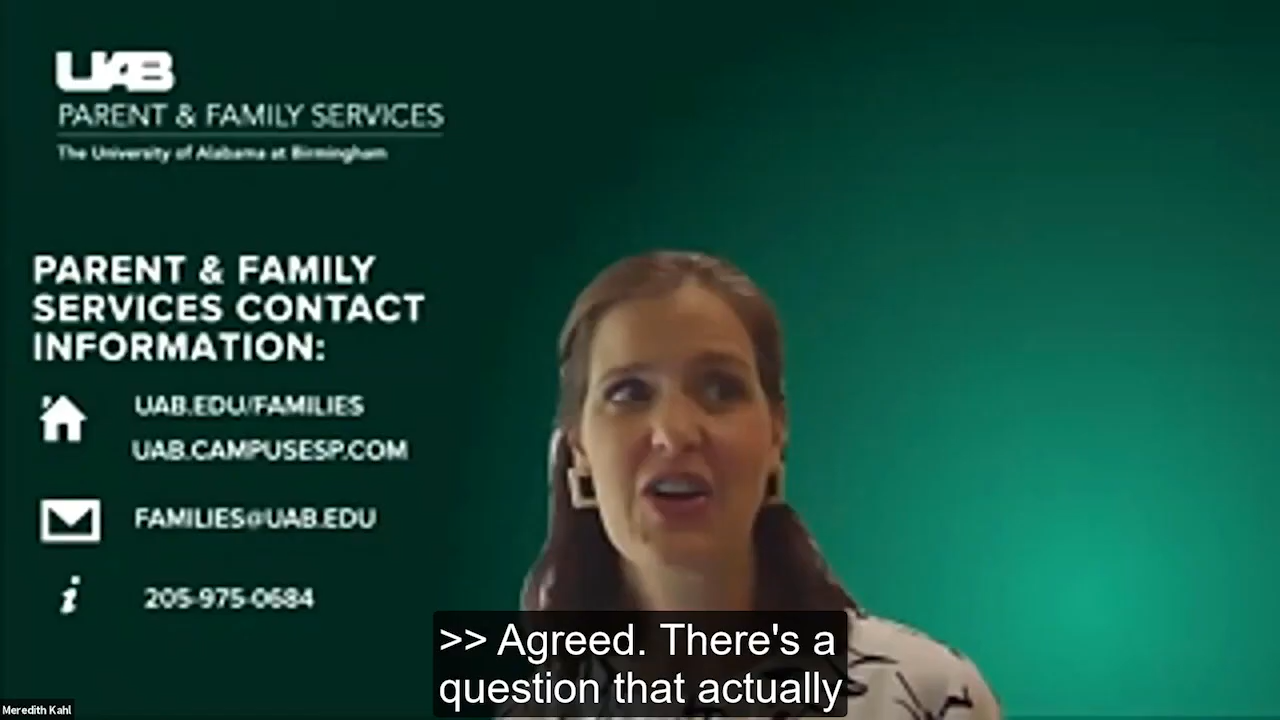 UAB
PARENT & FAMILY SERVICES
The University of Alabama at Birmingham
PARENT & FAMILY
SERVICES CONTACT
INFORMATION:
UAB.EDU/FAMILIES
UAB.CAMPUSESP.COM
FAMILIES@UAB.EDU
i 205-975-0684
>> Agreed. There's a
question that actually
Meredith Kahl